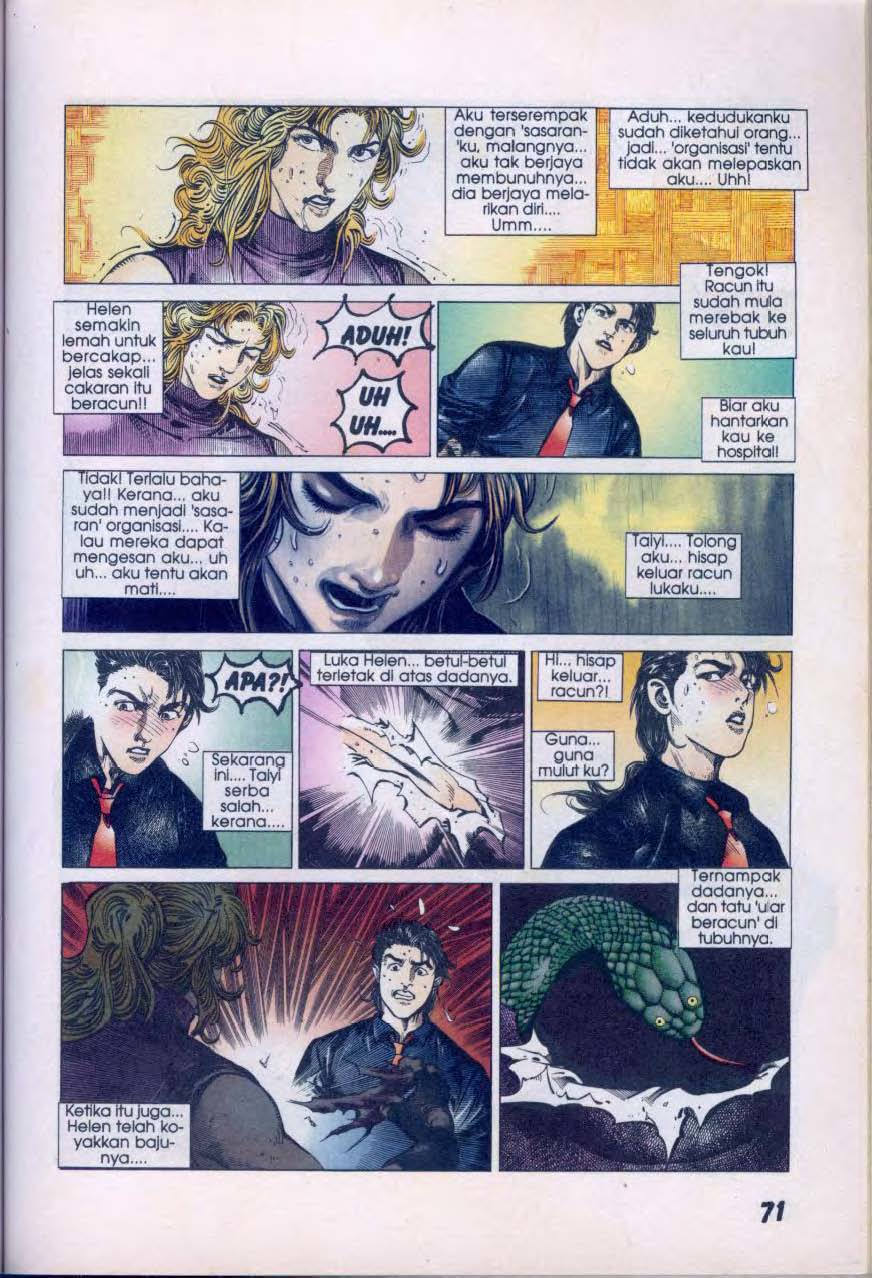 Aku terserempak
dengan 'sasaran-
'ku, malangnya...
aku tak berjaya
membunuhnya...
dia berjaya mela-
rikan diri....
Umm....
Aduh... kedudukanku
sudah diketahui orang...
jadi... 'organisasi' tentu
tidak akan melepaskan
aku.... Uhh!
Helen
semakin
lemah untuk
bercakap...
jelas sekali
cakaran itu
beracun!!
ADUH!
UH
UH....
Tengok!
Racun itu
sudah mula
merebak ke
seluruh tubuh
kau!
Biar aku
hantarkan
kau ke
hospital!
Tidak! Terlalu baha-
ya!! Kerana... aku
sudah menjadi 'sasa-
ran' organisasi.... Ka-
lau mereka dapat
mengesan aku... uh
uh... aku tentu akan
mati....
Taiyi.... Tolong
aku... hisap
keluar racun
lukaku....
APA?!
Sekarang
ini.... Taiyi
serba
salah...
kerana....
Luka Helen... betul-betul
terletak di atas dadanya.
Hi... hisap
keluar...
racun?!
Guna...
guna
mulut ku?
Ketika itu juga...
Helen telah ko-
yakkan baju-
nya....
Ternampak
dadanya...
dan tatu 'ular
beracun' di
tubuhnya.
71